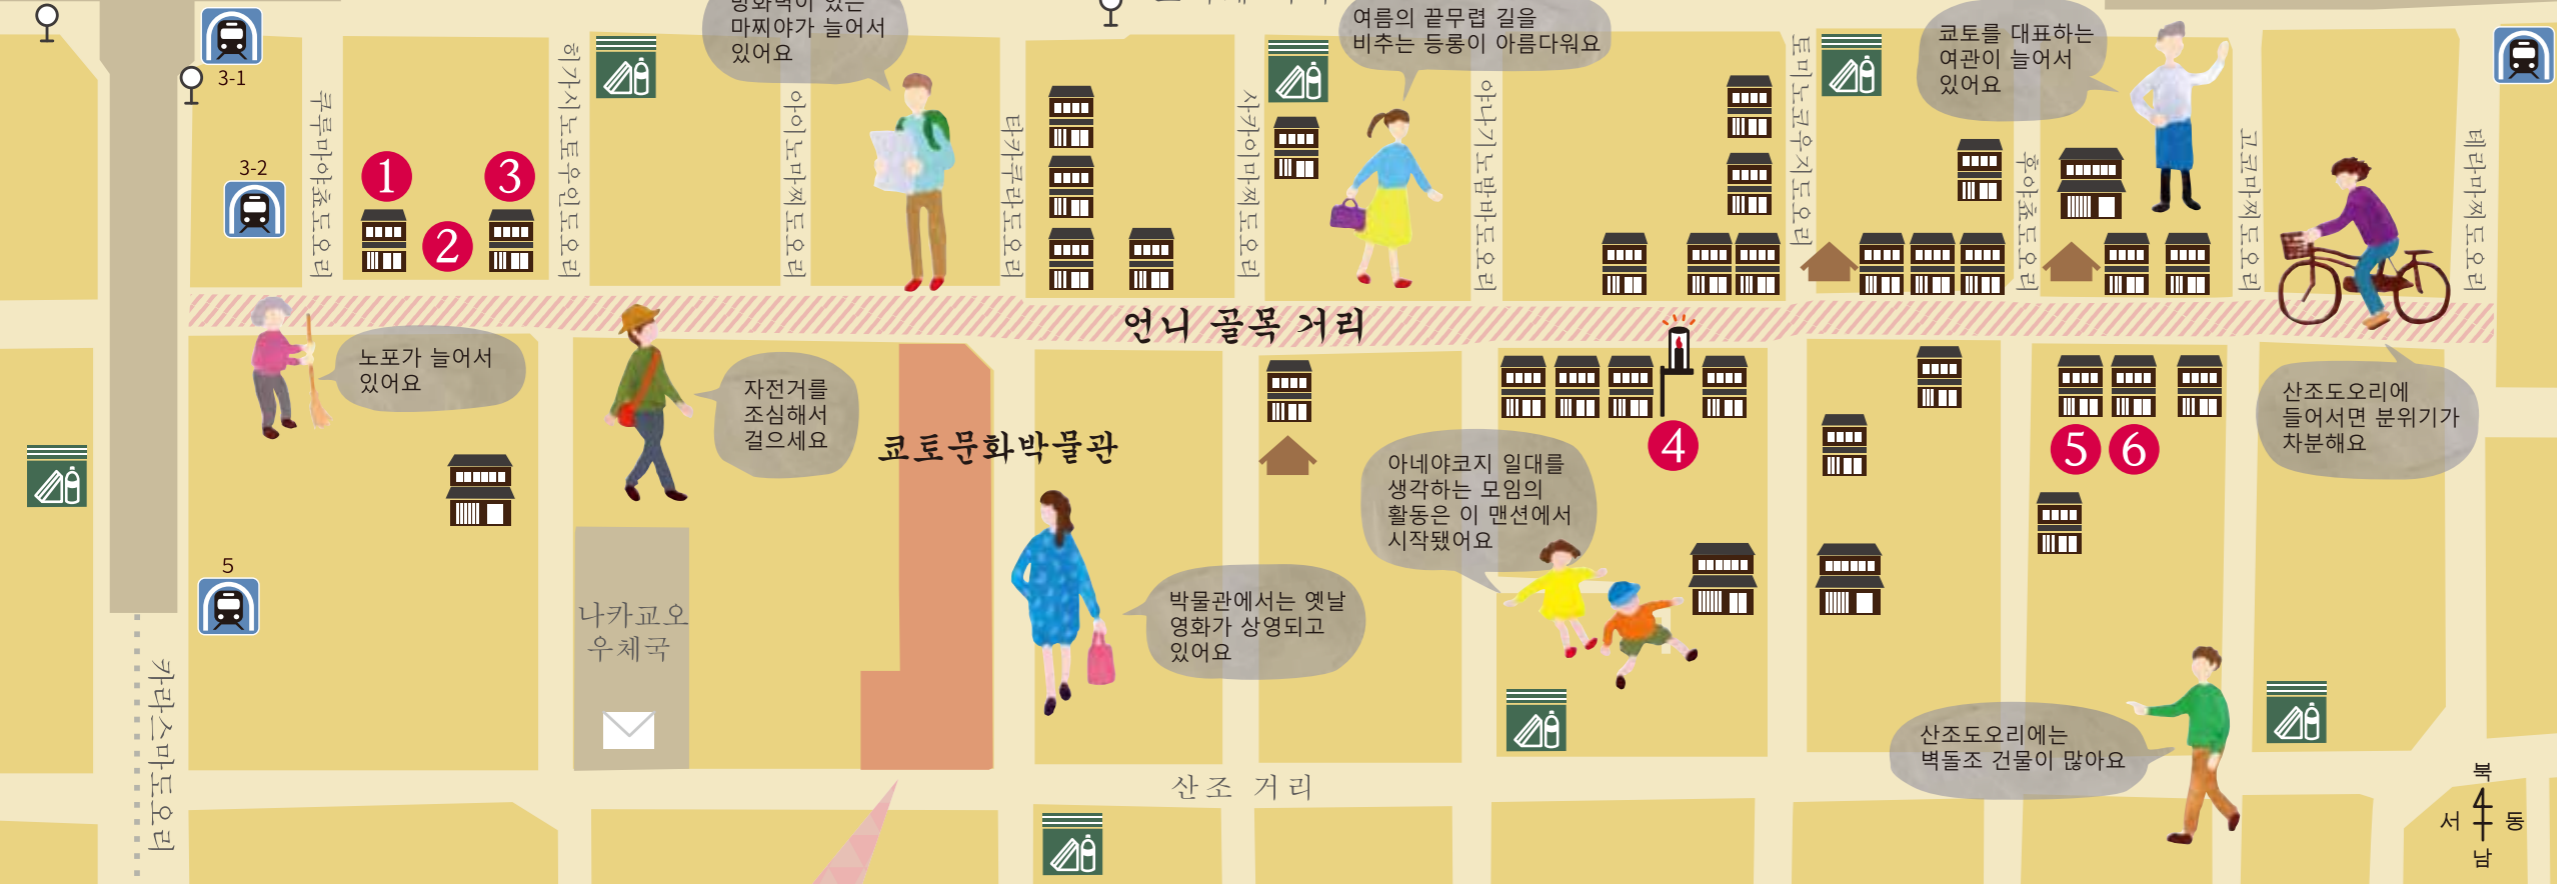 마찌야가 늘어서
있어요
여름의 끝무렵 길을
비추는 등롱이 아름다워요
쿄토를 대표하는
여관이 늘어서
있어요
3-1
3-2
쿠루마야쵸도오리
히가시노토우인도오리
아이노마찌도오리
타카쿠라도오리
사카이마찌도오리
야나기노밤바도오리
토미노코우지도오리
후야쵸도오리
고코마찌도오리
테라마찌도오리
1
2
3
언니 골목 거리
노포가 늘어서
있어요
자전거를
조심해서
걸으세요
쿄토문화박물관
4
5
6
아네야코지 일대를
생각하는 모임의
활동은 이 맨션에서
시작됐어요
산조도오리에
들어서면 분위기가
차분해요
5
나카교오
우체국
박물관에서는 옛날
영화가 상영되고
있어요
카라스마도오리
산조 거리
산조도오리에는
벽돌조 건물이 많아요
북
서
동
남